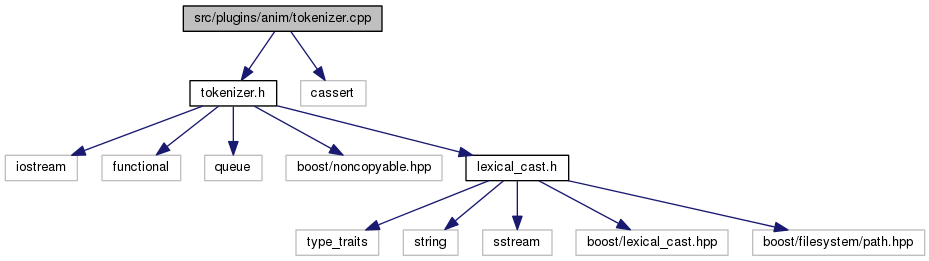 src/plugins/anim/tokenizer.cpp
tokenizer.h
cassert
iostream
functional
queue
boost/noncopyable.hpp
lexical_cast.h
type_traits
string
sstream
boost/lexical_cast.hpp
boost/filesystem/path.hpp